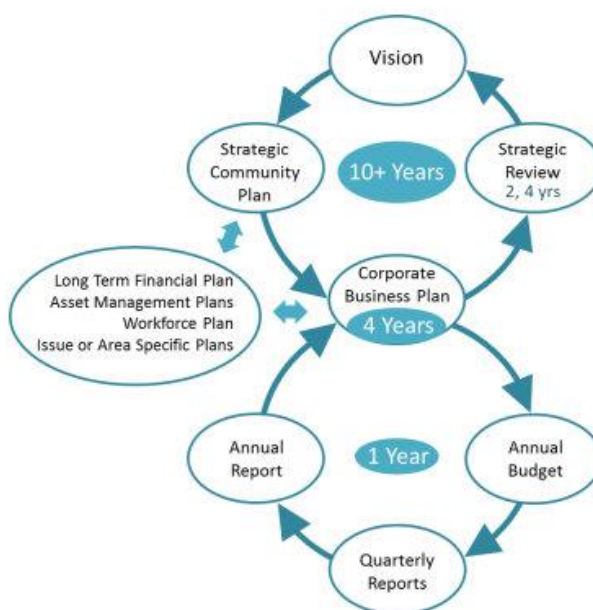 Vision
Strategic
Community
Plan
10+ Years
Strategic
Review
2, 4 yrs
Long Term Financial Plan
Asset Management Plans
Workforce Plan
Issue or Area Specific Plans
Corporate
Business Plan
4 Years
Annual
Report
1 Year
Annual
Budget
Quarterly
Reports